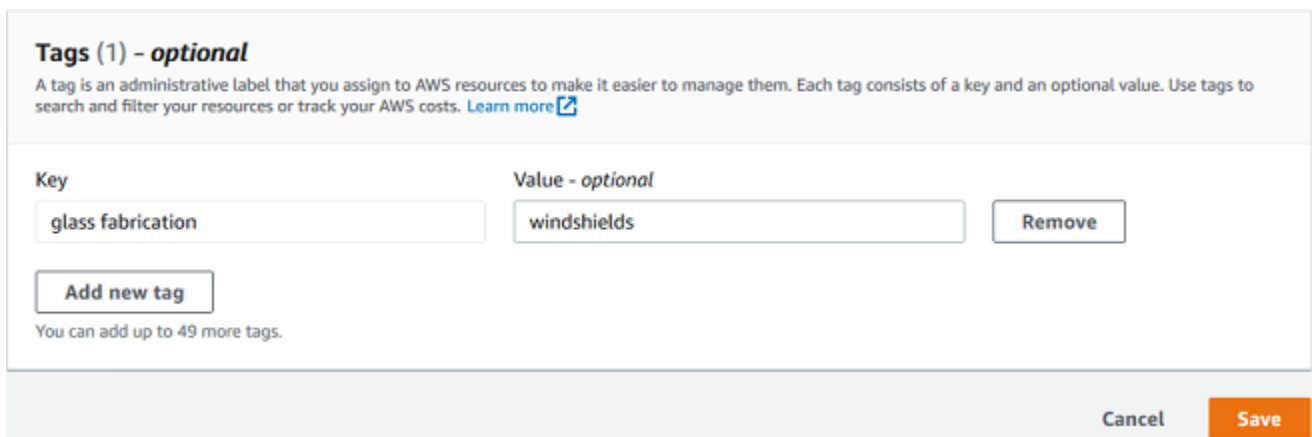 Tags (1) - optional
A tag is an administrative label that you assign to AWS resources to make it easier to manage them. Each tag consists of a key and an optional value. Use tags to
search and filter your resources or track your AWS costs. Learn more
Key
Value - optional
glass fabrication
windshields
Remove
Add new tag
You can add up to 49 more tags.
Cancel
Save